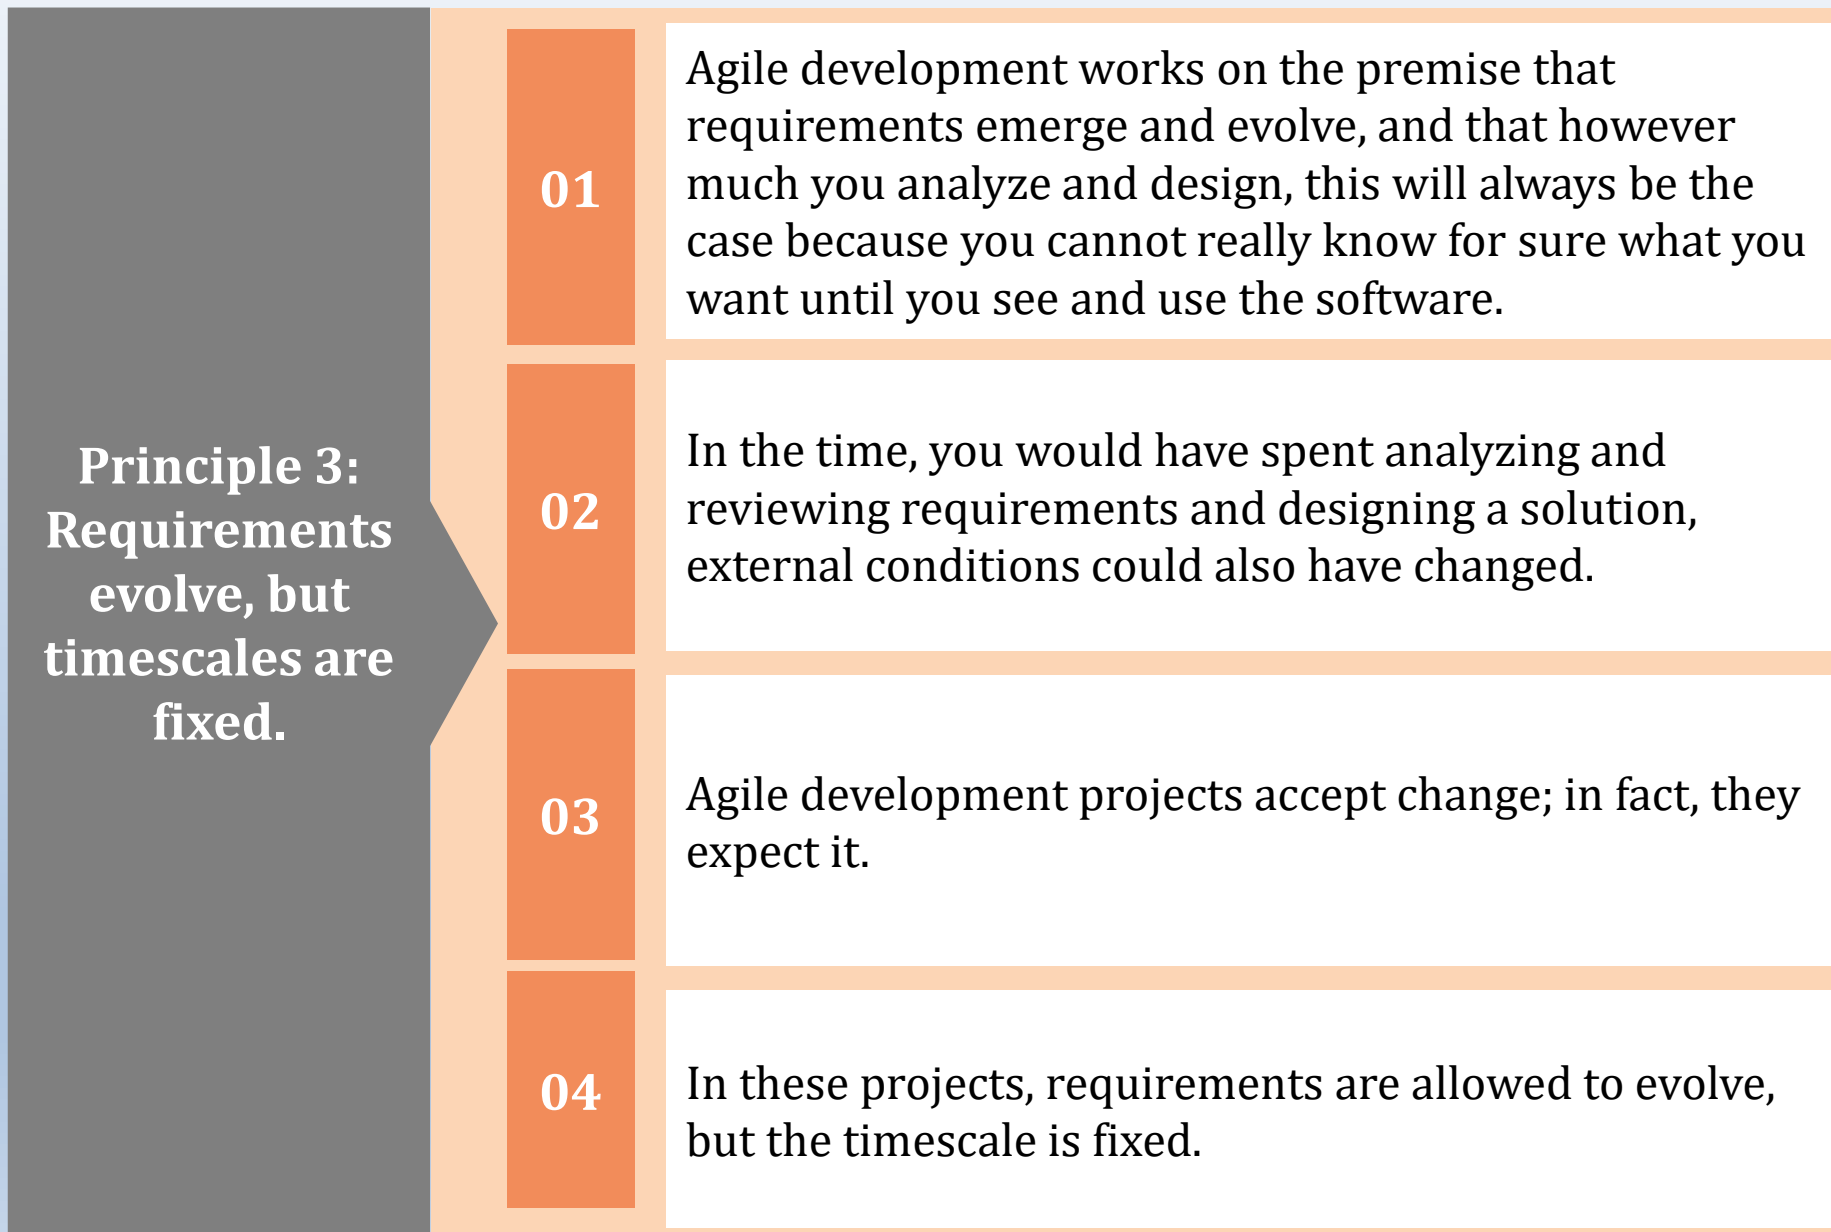 Principle 3:
Requirements
evolve, but
timescales are
fixed.
01
Agile development works on the premise that
requirements emerge and evolve, and that however
much you analyze and design, this will always be the
case because you cannot really know for sure what you
want until you see and use the software.
02
In the time, you would have spent analyzing and
reviewing requirements and designing a solution,
external conditions could also have changed.
03
Agile development projects accept change; in fact, they
expect it.
04
In these projects, requirements are allowed to evolve,
but the timescale is fixed.